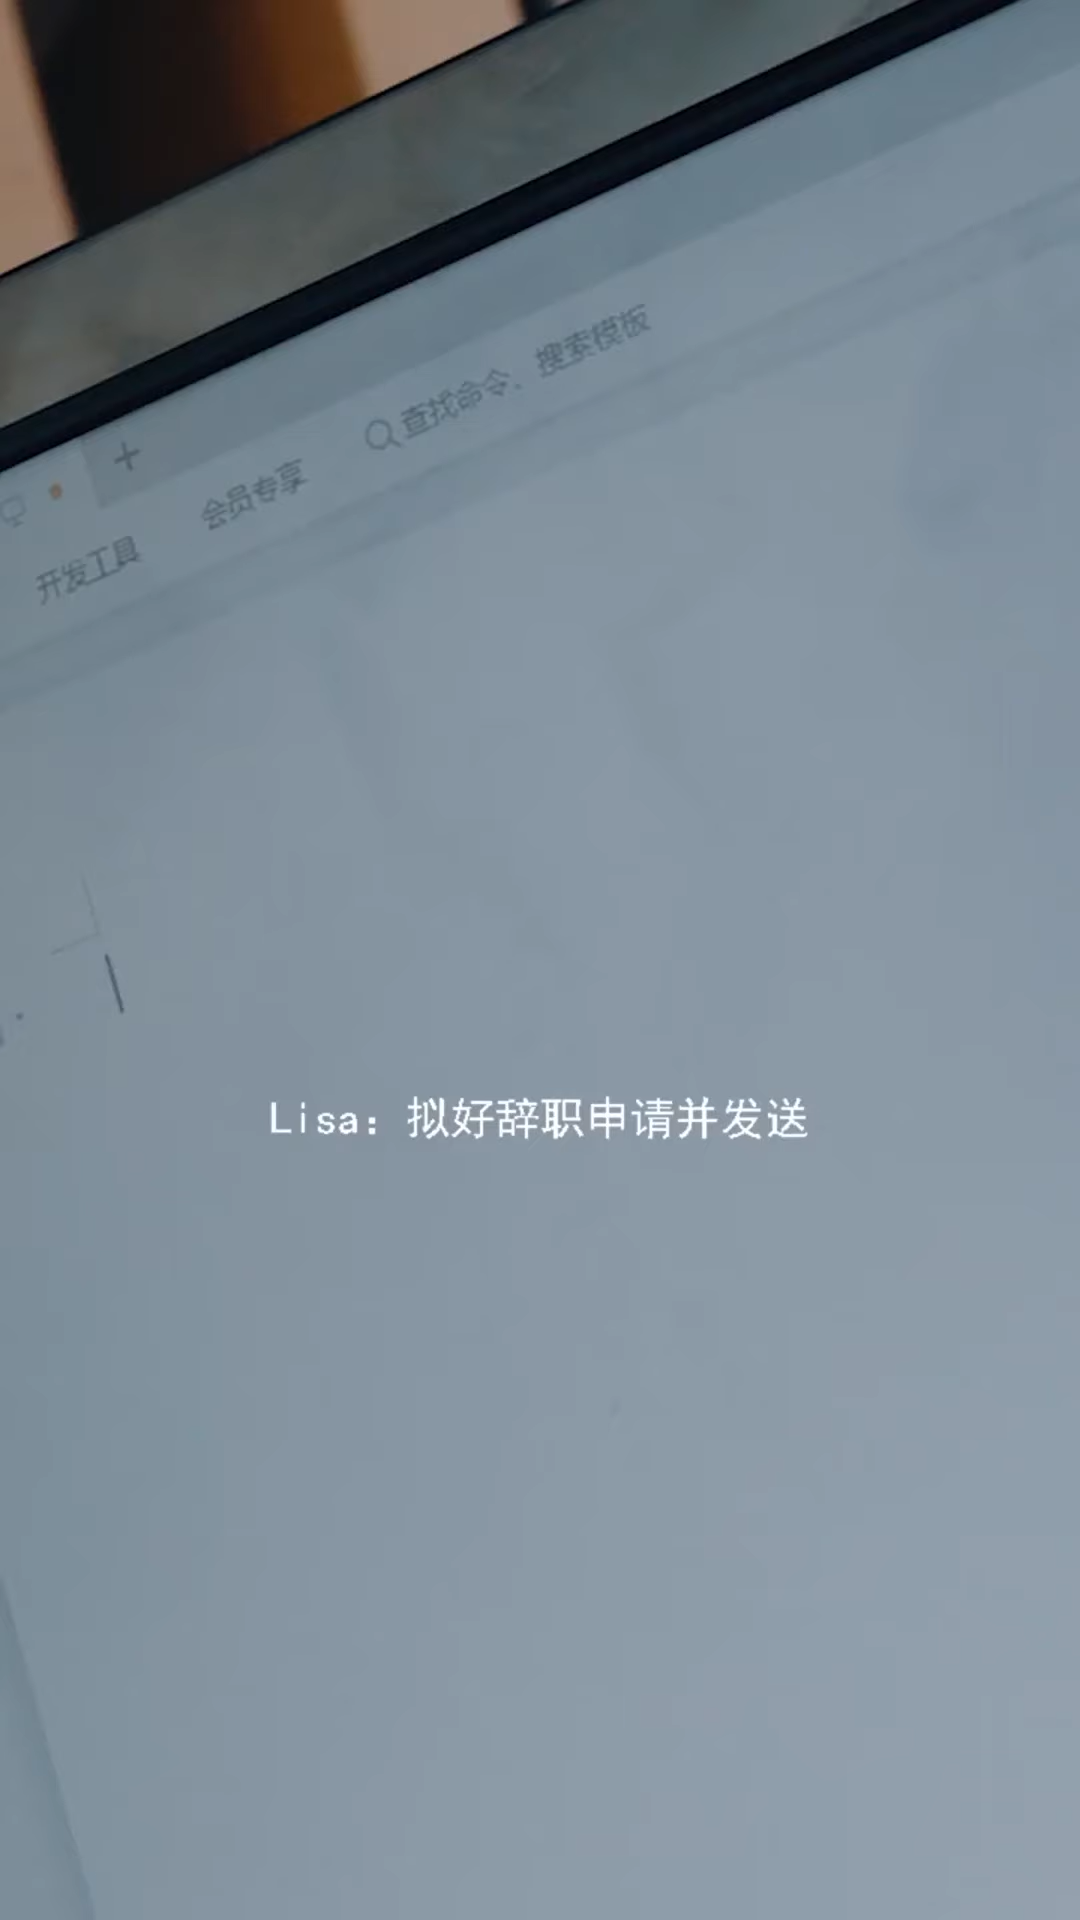 查找命令、搜索模板
会员专享
开发工具
Lisa：拟好辞职申请并发送